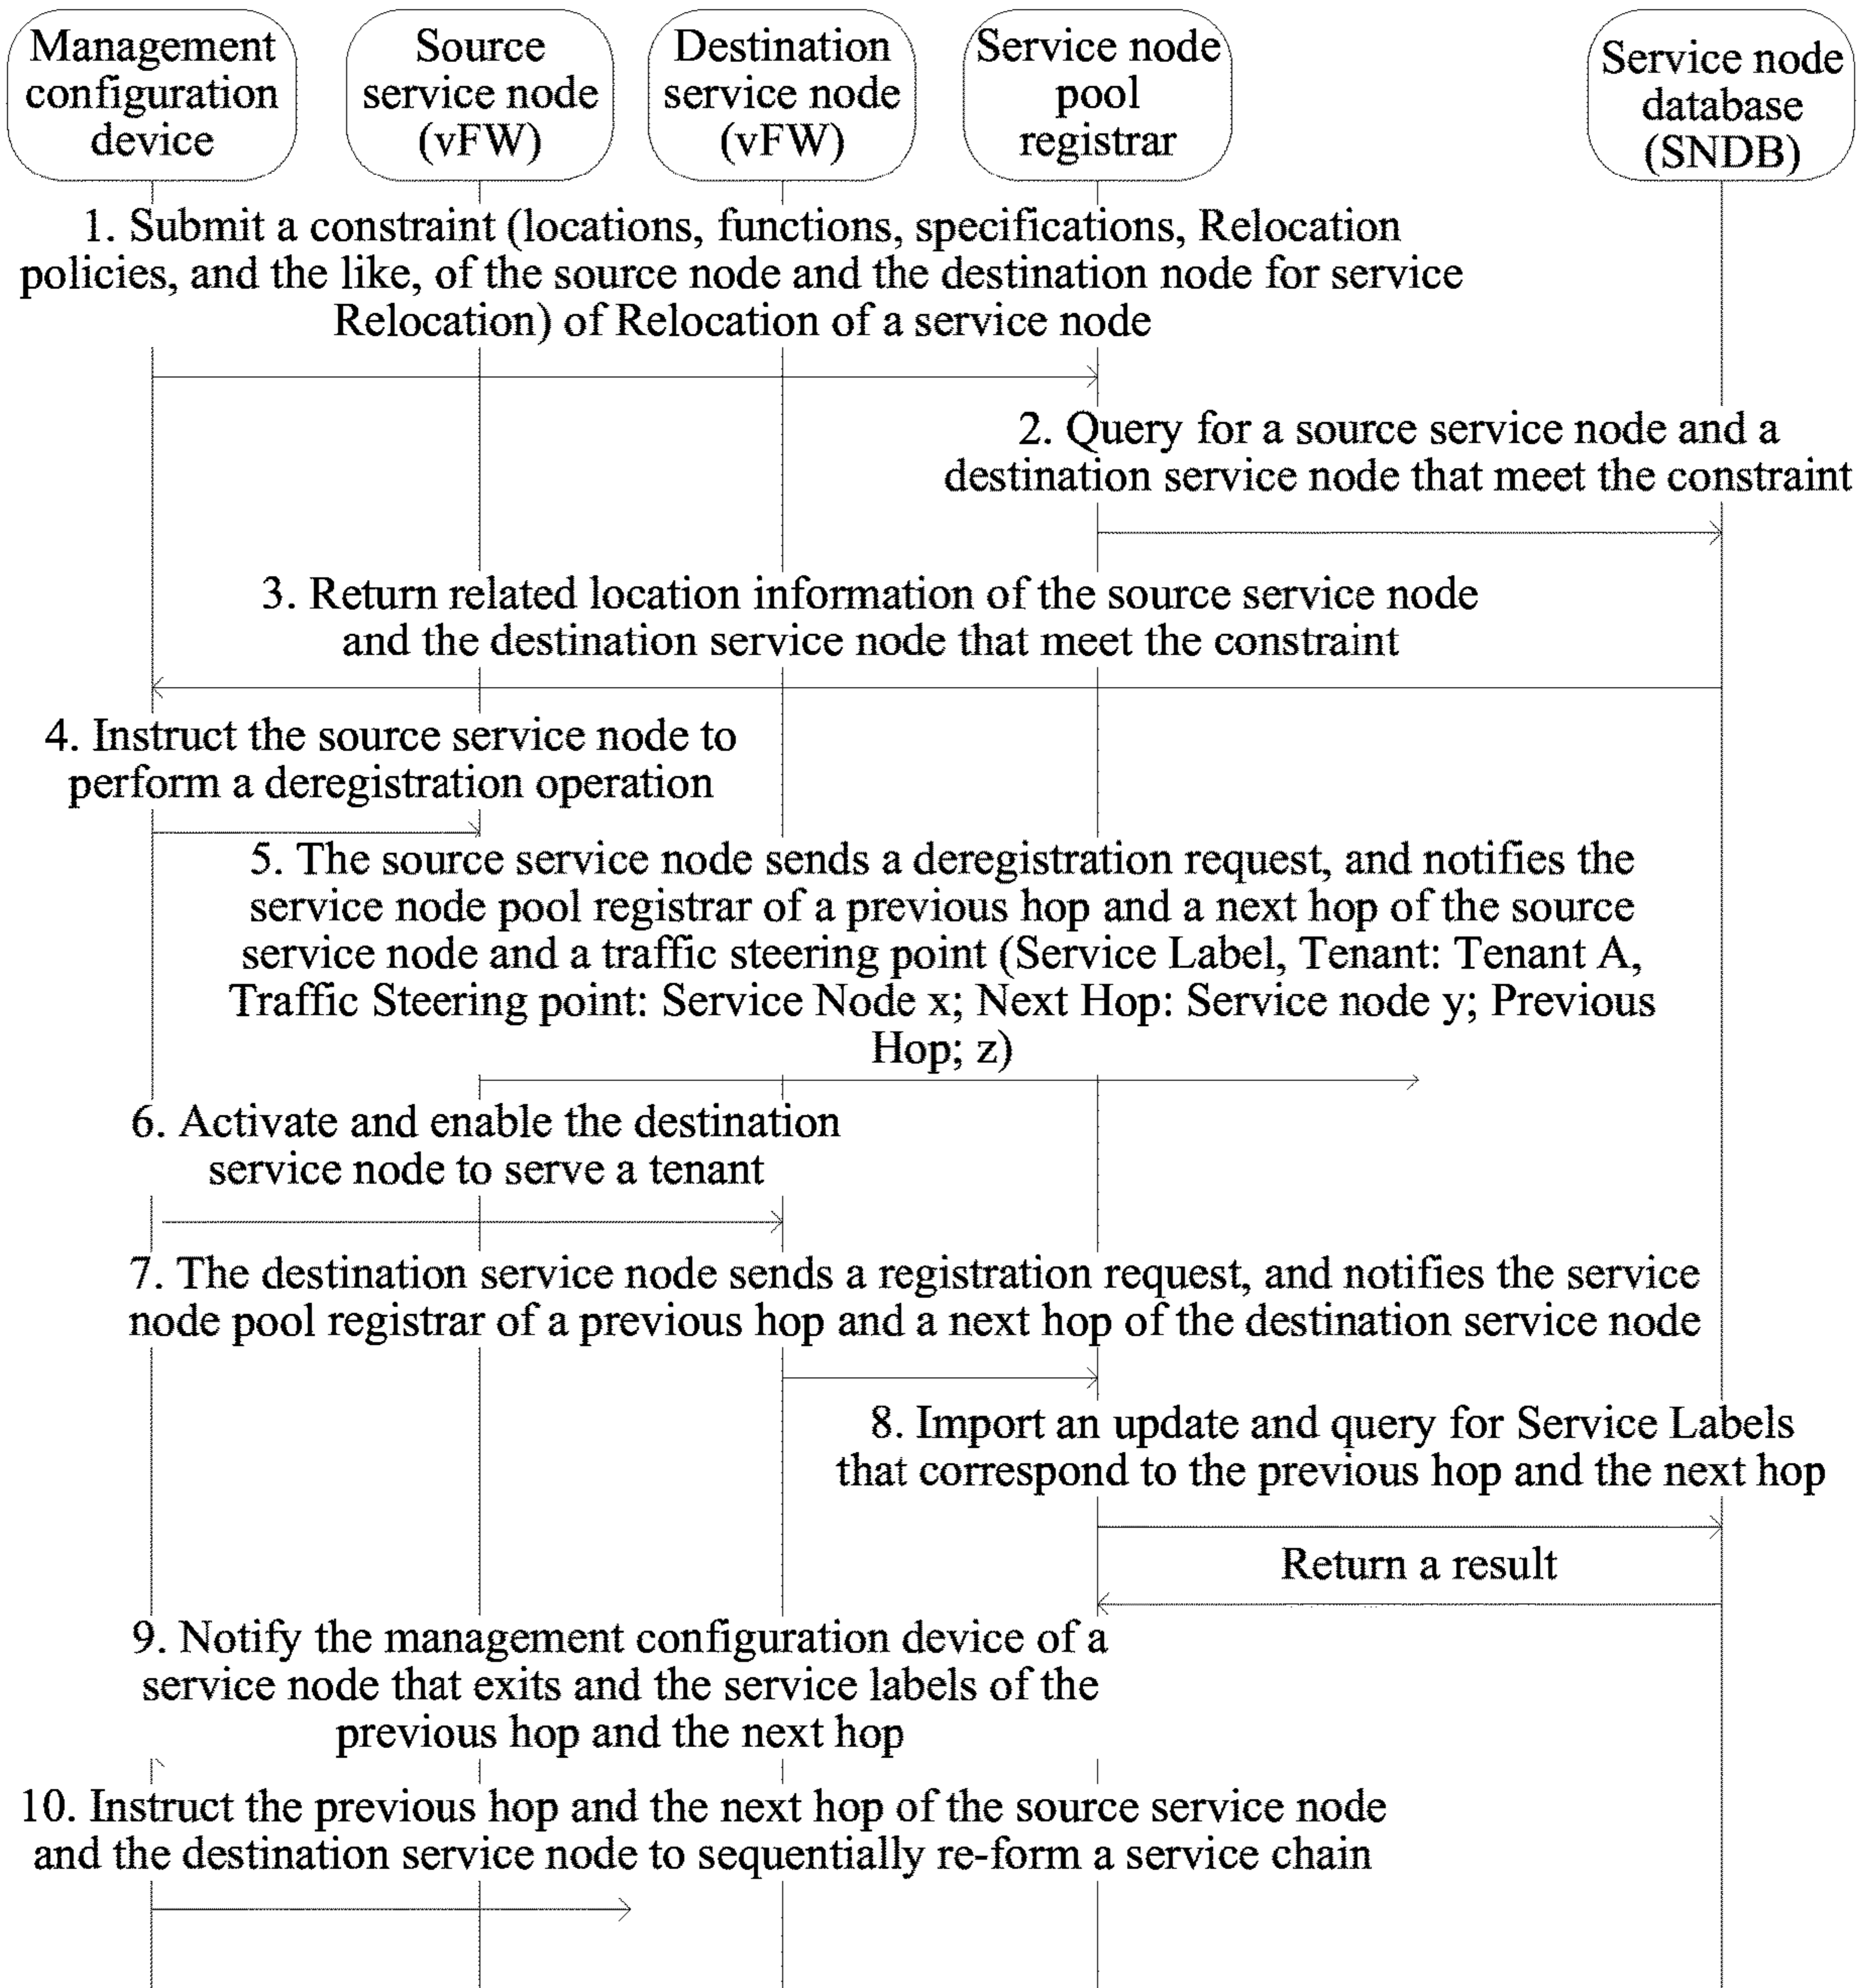 Management
configuration
device
Source
service node
(vFW)
Destination
service node
(vFW)
Service node
pool
registrar
Service node
database
(SNDB)
1. Submit a constraint (locations, functions, specifications, Relocation
policies, and the like, of the source node and the destination node for service
Relocation) of Relocation of a service node
2. Query for a source service node and a
destination service node that meet the constraint
3. Return related location information of the source service node
and the destination service node that meet the constraint
4. Instruct the source service node to
perform a deregistration operation
5. The source service node sends a deregistration request, and notifies the
service node pool registrar of a previous hop and a next hop of the source
service node and a traffic steering point (Service Label, Tenant: Tenant A,
Traffic Steering point: Service Node x; Next Hop: Service node y; Previous
Hop; z)
6. Activate and enable the destination
service node to serve a tenant
7. The destination service node sends a registration request, and notifies the service
node pool registrar of a previous hop and a next hop of the destination service node
8. Import an update and query for Service Labels
that correspond to the previous hop and the next hop
Return a result
9. Notify the management configuration device of a
service node that exits and the service labels of the
previous hop and the next hop
10. Instruct the previous hop and the next hop of the source service node
and the destination service node to sequentially re-form a service chain